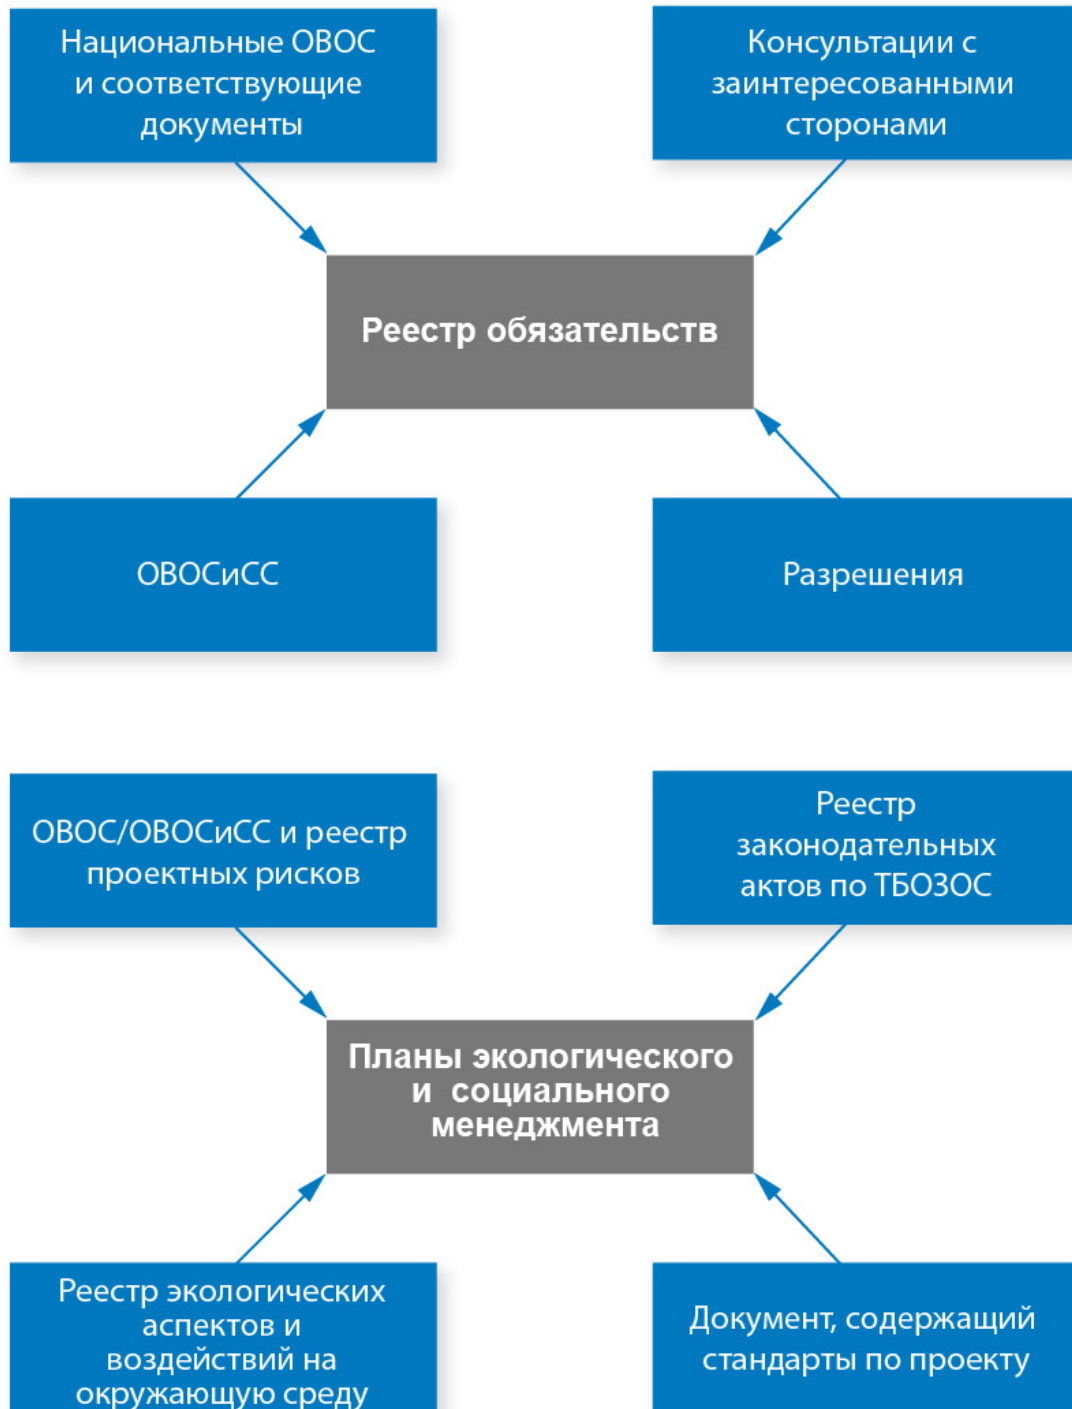 Национальные ОВОС
и соответствующие
документы
Консультации с
заинтересованными
сторонами
Реестр обязательств
ОВОСиСС
Разрешения
ОВОС/ОВОСиСС и реестр
проектных рисков
Реестр
законодательных
актов по ТБОЗОС
Планы экологического
и социального
менеджмента
Реестр экологических
аспектов и
воздействий на
окружающую среду
Документ, содержащий
стандарты по проекту